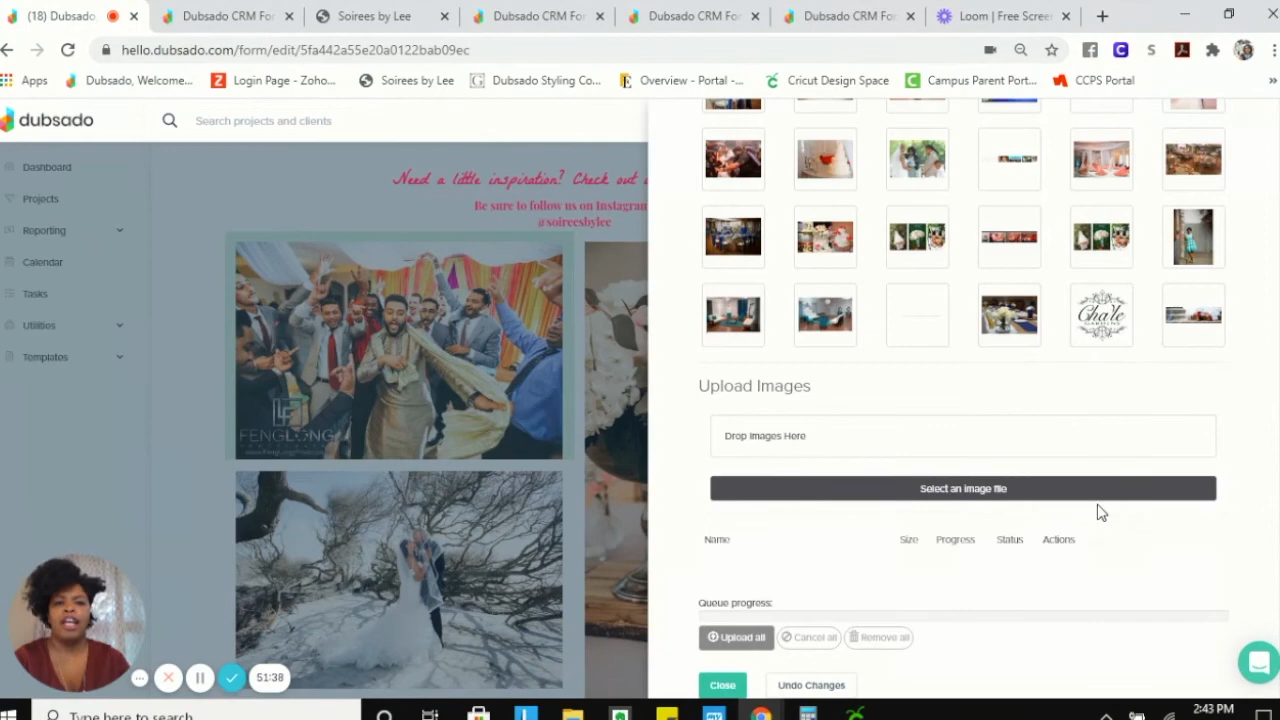 (18) Dubsado
Dubsado CRM For
Soirees by Lee
Dubsado CRM For
Dubsado CRM For
Dubsado CRM For
Loom | Free Scree
hello.dubsado.com/form/edit/5fa442a55e20a0122bab09ec
Apps
Dubsado, Welcome...
Login Page - Zoho...
Soirees by Lee
Dubsado Styling Co...
Overview - Portal -...
Cricut Design Space
Campus Parent Port...
CCPS Portal
dubsado
Search projects and clients
Dashboard
Projects
Reporting
Calendar
Tasks
Utilities
Templates
Need a little inspiration? Check out
Be sure to follow us on Instagram
@soireesbylee
FENGLONG
Upload Images
Drop Images Here
Select an image file
Name Size Progress Status Actions
Queue progress:
Upload all Cancel all Remove all
Close Undo Changes
51:38
Type here to search
2:43 PM